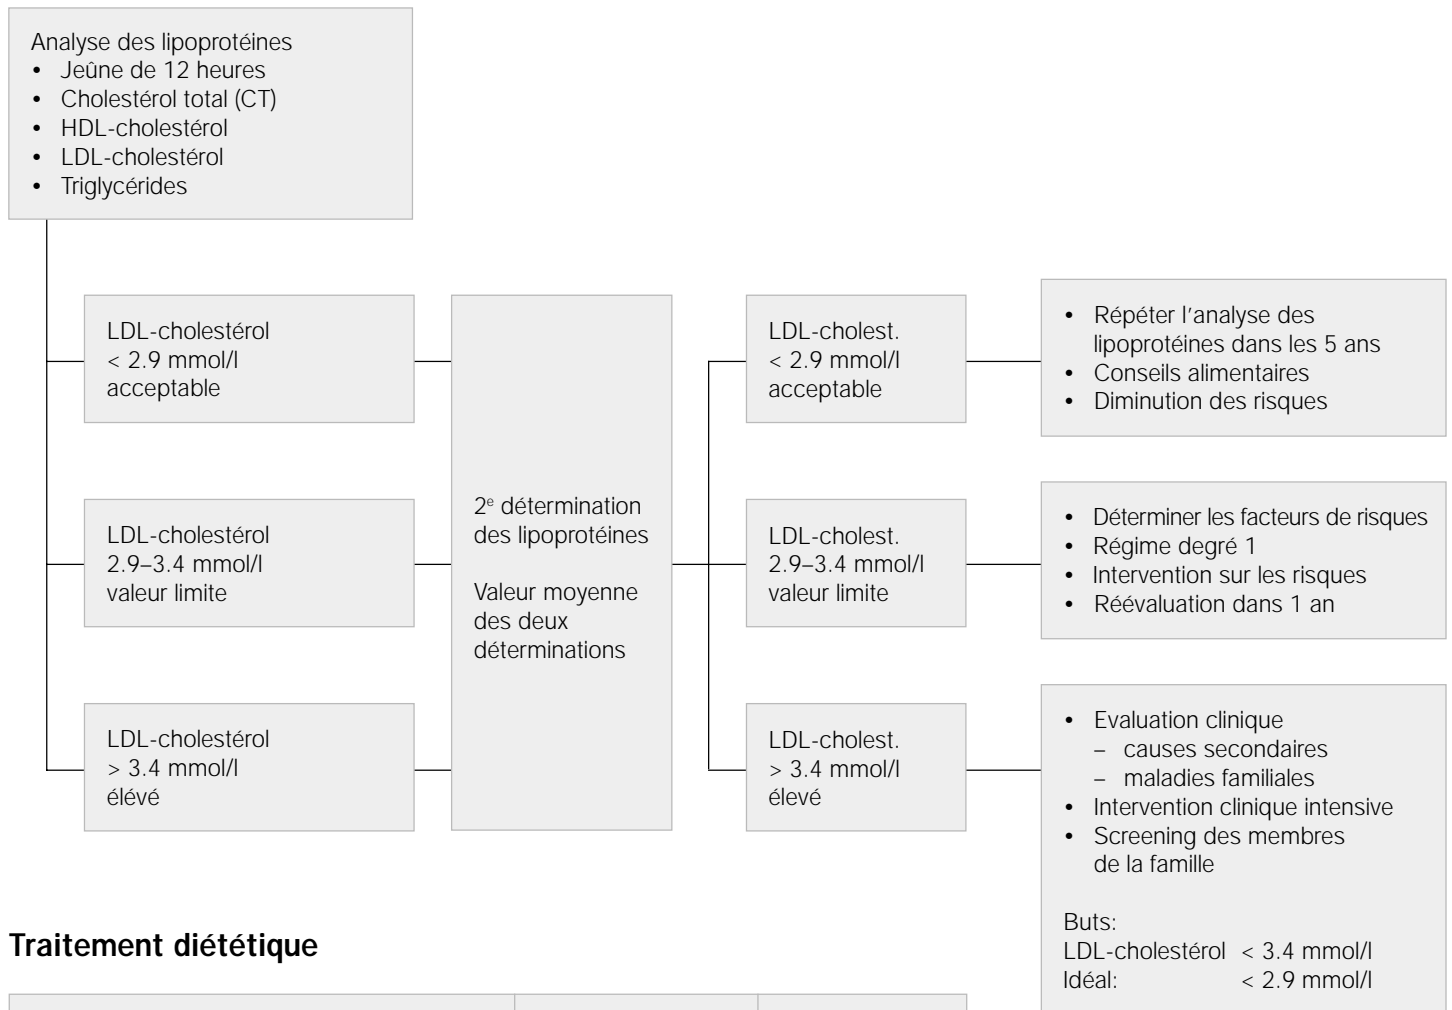 Analyse des lipoprotéines
• Jeûne de 12 heures
• Cholestérol total (CT)
• HDL-cholestérol
• LDL-cholestérol
• Triglycérides
LDL-cholestérol
< 2.9 mmol/l
acceptable
LDL-cholestérol
2.9–3.4 mmol/l
valeur limite
LDL-cholestérol
> 3.4 mmol/l
élévé
2e détermination
des lipoprotéines
Valeur moyenne
des deux
déterminations
LDL-cholest.
< 2.9 mmol/l
acceptable
LDL-cholest.
2.9–3.4 mmol/l
valeur limite
LDL-cholest.
> 3.4 mmol/l
élevé
• Répéter l'analyse des
lipoprotéines dans les 5 ans
• Conseils alimentaires
• Diminution des risques
• Déterminer les facteurs de risques
• Régime degré 1
• Intervention sur les risques
• Réévaluation dans 1 an
• Evaluation clinique
– causes secondaires
– maladies familiales
• Intervention clinique intensive
• Screening des membres
de la famille
Buts:
LDL-cholestérol < 3.4 mmol/l
Idéal: < 2.9 mmol/l
Traitement diététique